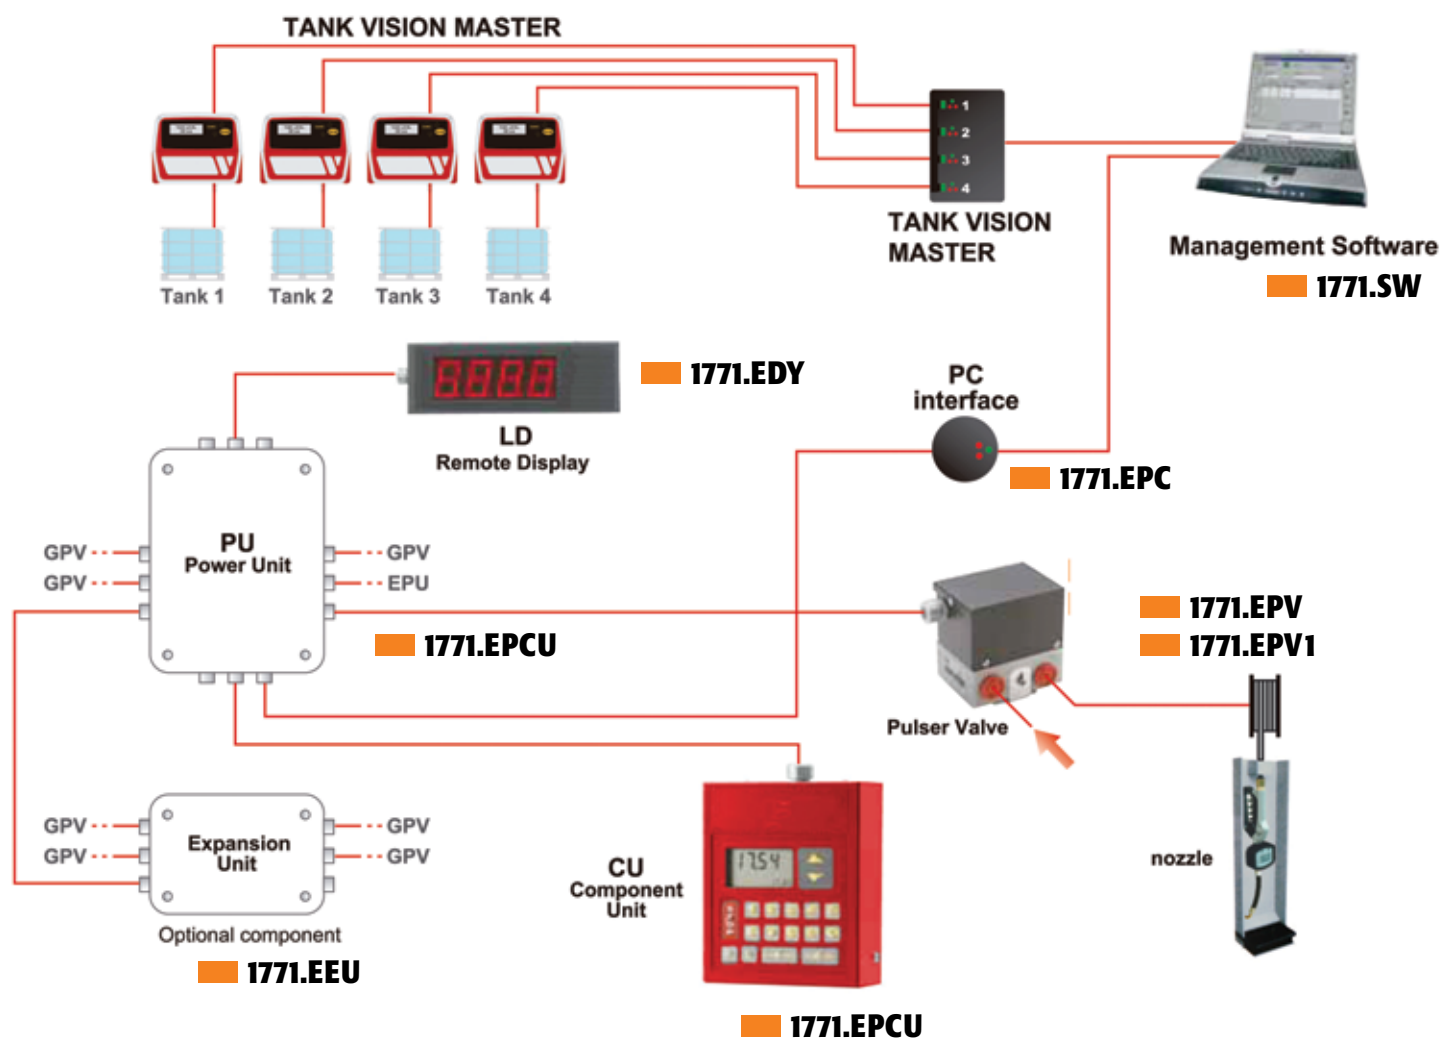 TANK VISION MASTER
1
2
3
4
TANK VISION
MASTER
Management Software
1771.SW
Tank 1
Tank 2
Tank 3
Tank 4
8888
1771.EDY
LD
Remote Display
PC
interface
1771.EPC
PU
Power Unit
GPV
GPV
GPV
EPU
1771.EPCU
1771.EPV
1771.EPV1
Pulser Valve
nozzle
Expansion
Unit
GPV
GPV
GPV
GPV
Optional component
1771.EEU
CU
Component
Unit
17.54
1771.EPCU